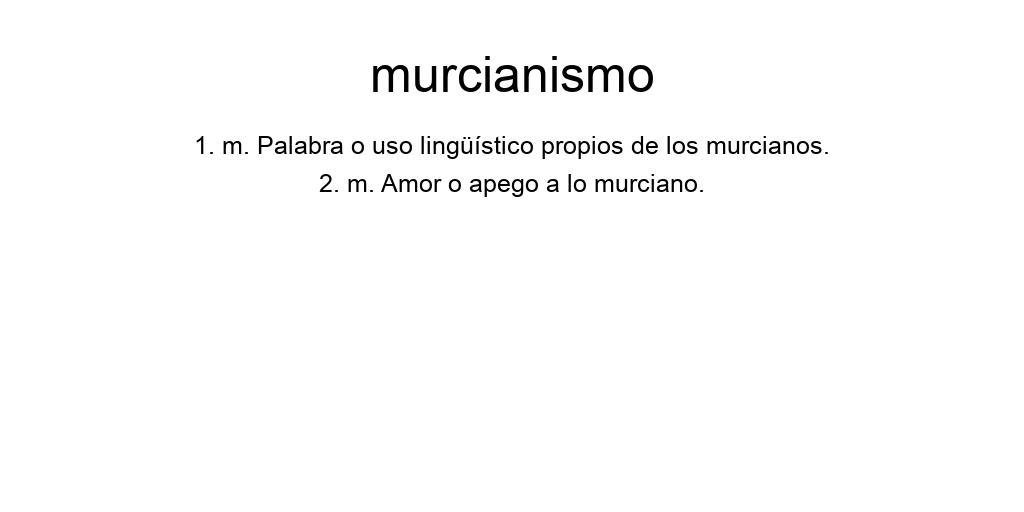 murcianismo
1. m. Palabra o uso lingüístico propios de los murcianos.
2. m. Amor o apego a lo murciano.